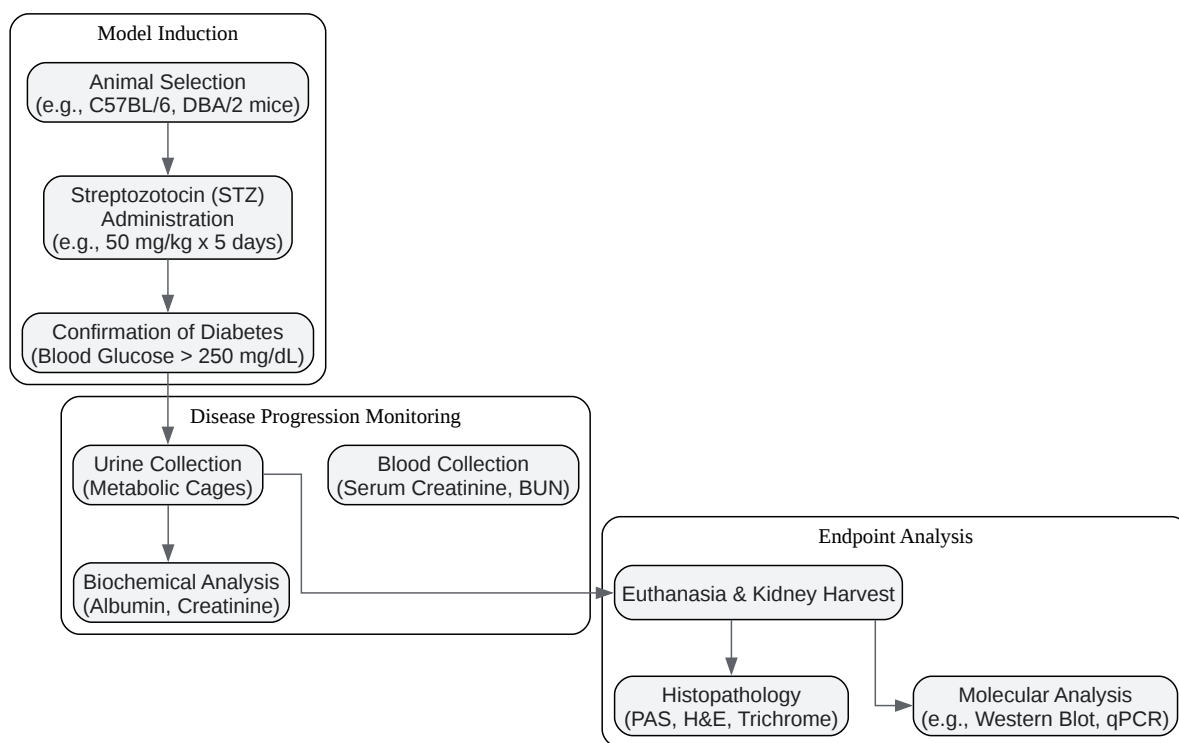 Model Induction
Animal Selection
(e.g., C57BL/6, DBA/2 mice)
Streptozotocin (STZ)
Administration
(e.g., 50 mg/kg x 5 days)
Confirmation of Diabetes
(Blood Glucose > 250 mg/dL)
Disease Progression Monitoring
Urine Collection
(Metabolic Cages)
Blood Collection
(Serum Creatinine, BUN)
Biochemical Analysis
(Albumin, Creatinine)
Endpoint Analysis
Euthanasia & Kidney Harvest
Histopathology
(PAS, H&E, Trichrome)
Molecular Analysis
(e.g., Western Blot, qPCR)